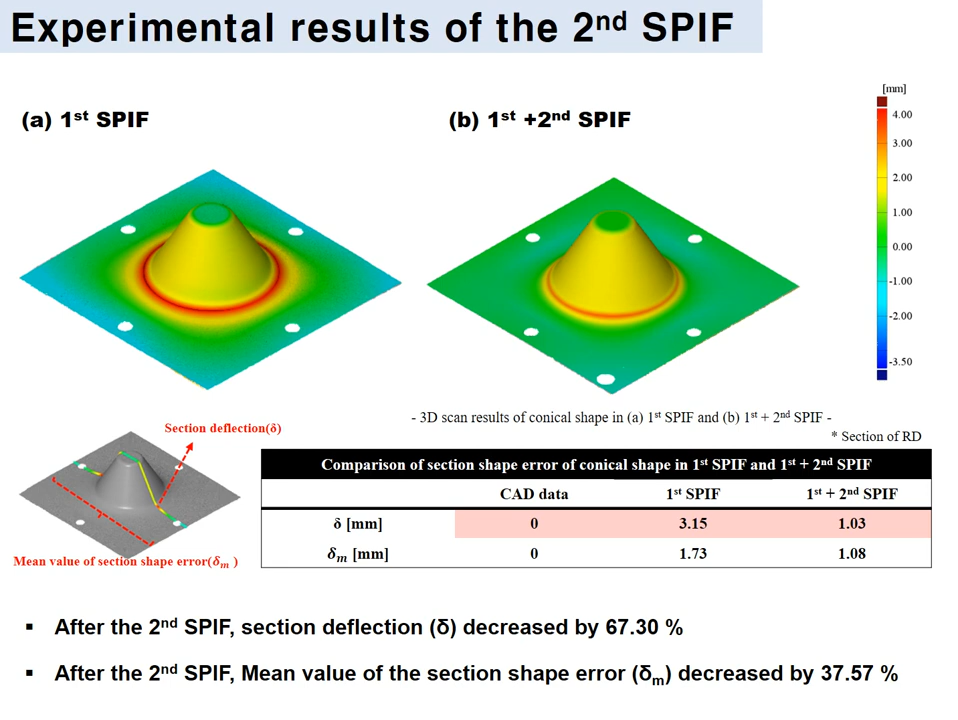 Experimental results of the 2nd SPIF
(a) 1st SPIF
(b) 1st +2nd SPIF
[mm]
4.00
3.00
2.00
1.00
0.00
-1.00
-2.00
-3.50
- 3D scan results of conical shape in (a) 1st SPIF and (b) 1st + 2nd SPIF -
* Section of RD
Section deflection(δ)
Mean value of section shape error(δm )
Comparison of section shape error of conical shape in 1st SPIF and 1st + 2nd SPIF
CAD data 1st SPIF 1st + 2nd SPIF
δ [mm] 0 3.15 1.03
δm [mm] 0 1.73 1.08
▪ After the 2nd SPIF, section deflection (δ) decreased by 67.30 %
▪ After the 2nd SPIF, Mean value of the section shape error (δm) decreased by 37.57 %